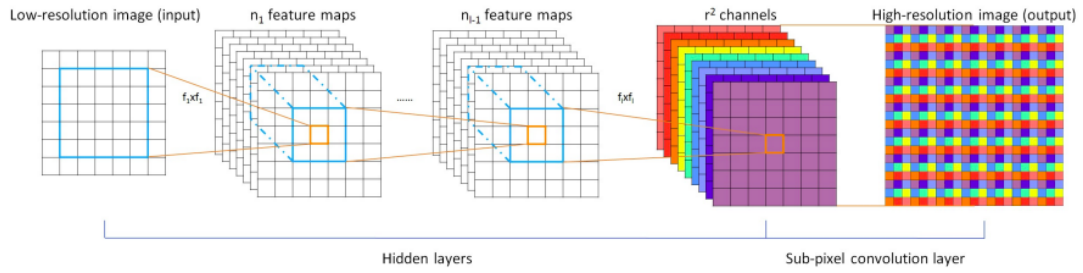 Low-resolution image (input)
n₁ feature maps
nₗ₋₁ feature maps
r² channels
High-resolution image (output)
f₁xf₁
......
fₗxfₗ
Hidden layers
Sub-pixel convolution layer